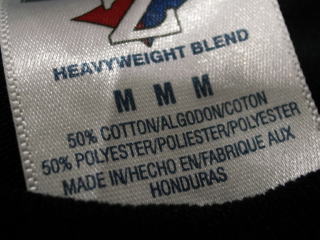 HEAVYWEIGHT BLEND
M M M
50% COTTON/ALGODON/COTON
50% POLYESTER/POLIESTER/POLYESTER
MADE IN/HECHO EN/FABRIQUE AUX
HONDURAS